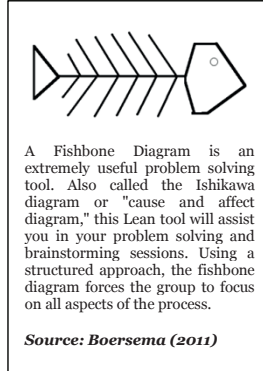 A Fishbone Diagram is an
extremely useful problem solving
tool. Also called the Ishikawa
diagram or "cause and affect
diagram," this Lean tool will assist
you in your problem solving and
brainstorming sessions. Using a
structured approach, the fishbone
diagram forces the group to focus
on all aspects of the process.
Source: Boersema (2011)